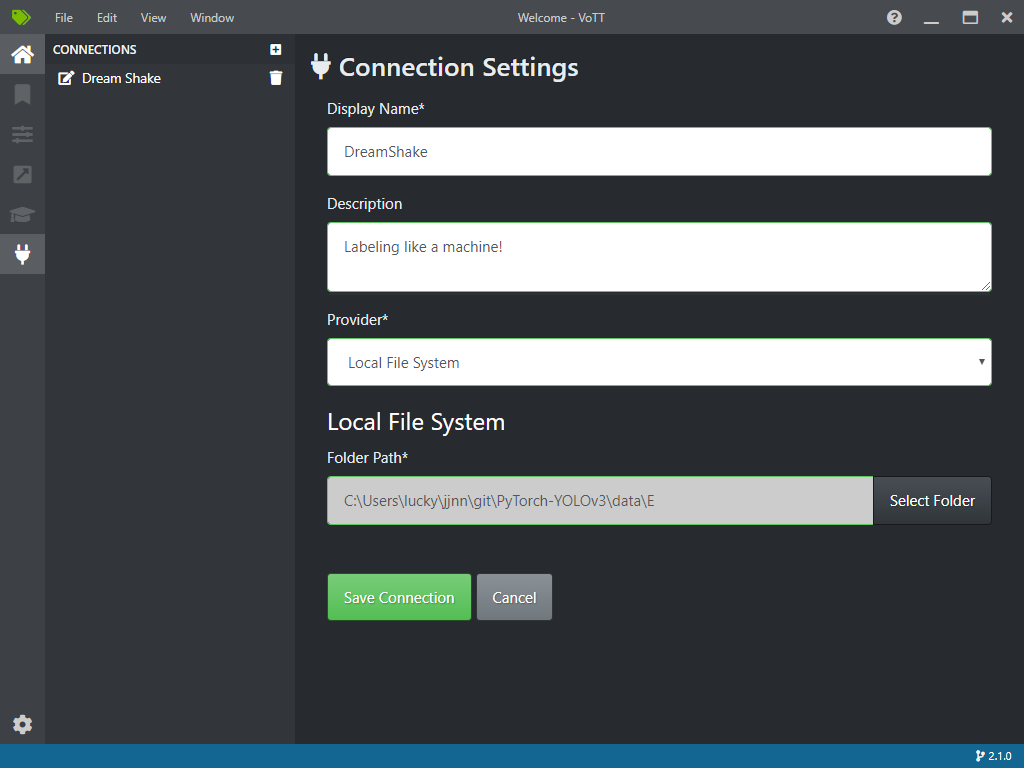 File Edit View Window Welcome - VoTT
CONNECTIONS
Dream Shake
Connection Settings
Display Name*
DreamShake
Description
Labeling like a machine!
Provider*
Local File System
Local File System
Folder Path*
C:\Users\lucky\jjnn\git\PyTorch-YOLOv3\data\E
Select Folder
Save Connection Cancel
2.1.0